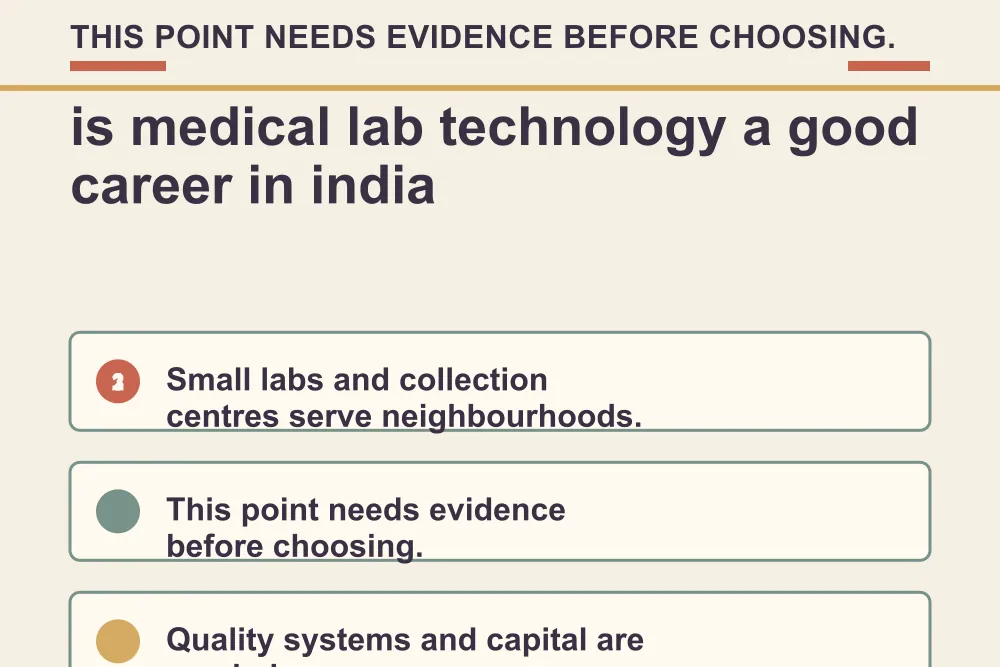 THIS POINT NEEDS EVIDENCE BEFORE CHOOSING.
is medical lab technology a good
career in india
Small labs and collection
centres serve neighbourhoods.
This point needs evidence
before choosing.
Quality systems and capital are